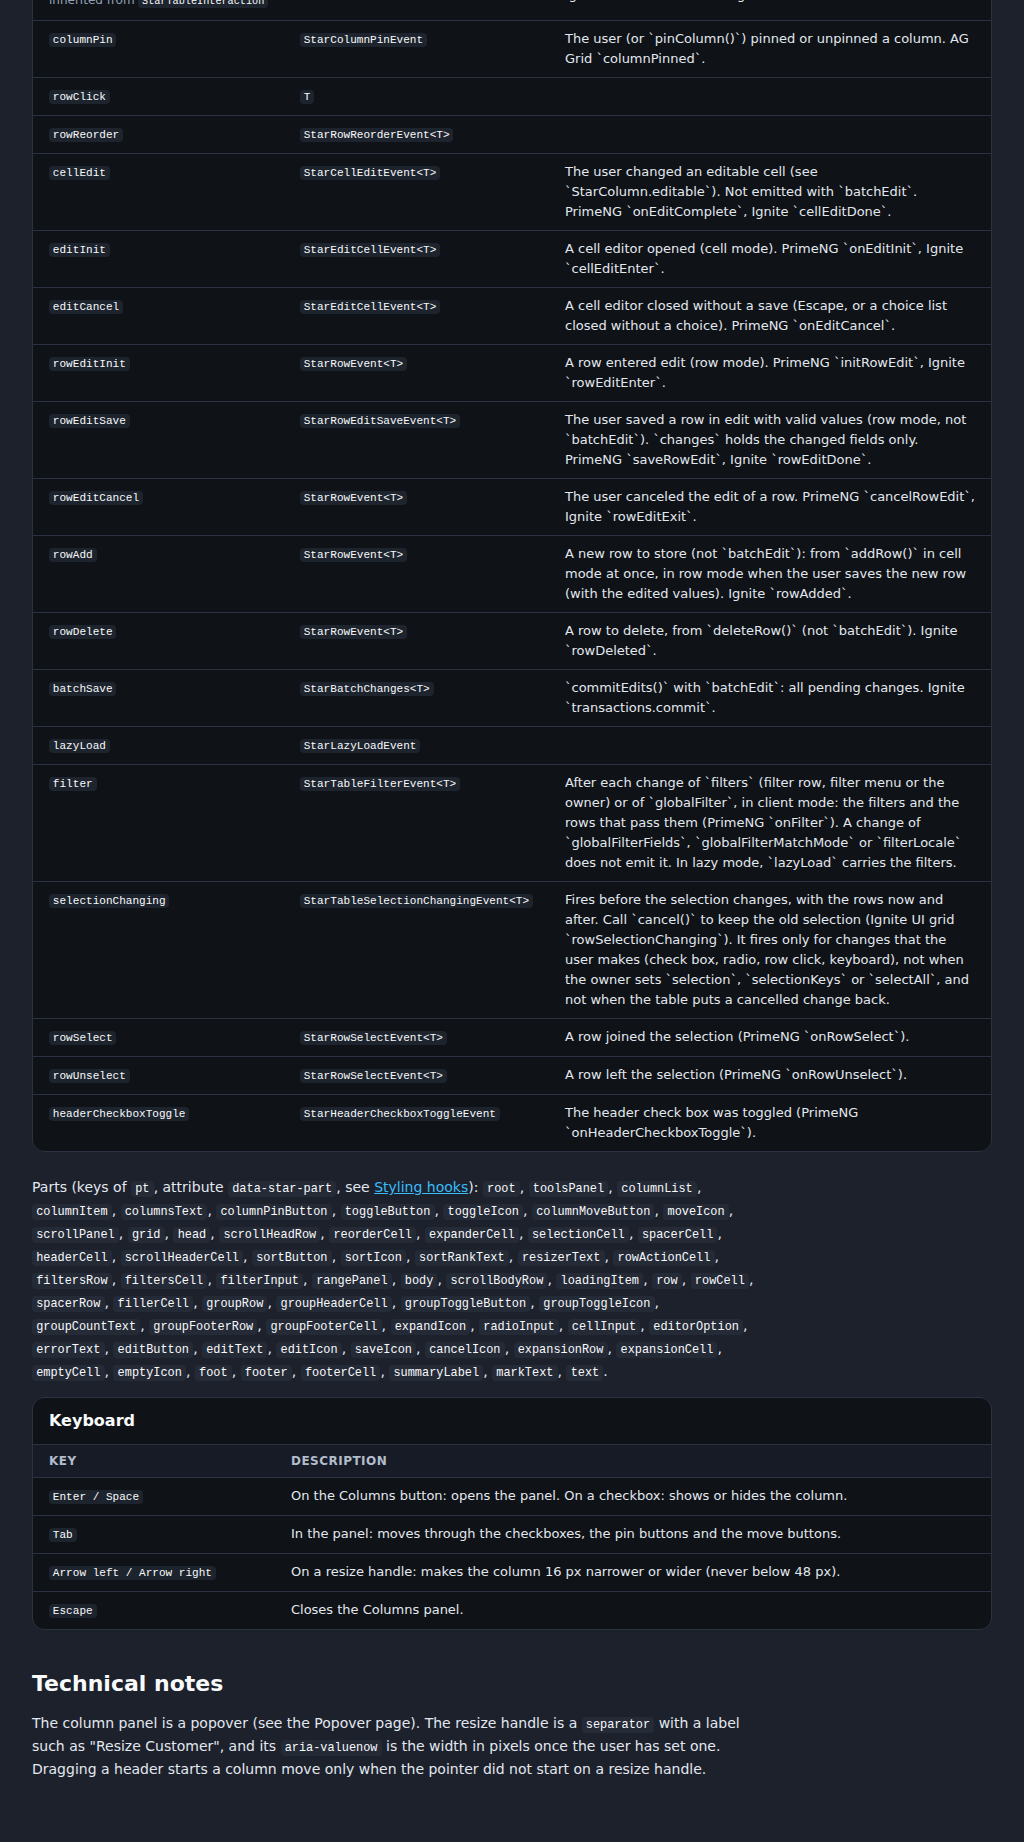 Inherited from StarTableInteraction
columnPin StarColumnPinEvent The user (or `pinColumn()`) pinned or unpinned a column. AG
Grid `columnPinned`.
rowClick T
rowReorder StarRowReorderEvent<T>
cellEdit StarCellEditEvent<T> The user changed an editable cell (see
`StarColumn.editable`). Not emitted with `batchEdit`.
PrimeNG `onEditComplete`, Ignite `cellEditDone`.
editInit StarEditCellEvent<T> A cell editor opened (cell mode). PrimeNG `onEditInit`, Ignite
`cellEditEnter`.
editCancel StarEditCellEvent<T> A cell editor closed without a save (Escape, or a choice list
closed without a choice). PrimeNG `onEditCancel`.
rowEditInit StarRowEvent<T> A row entered edit (row mode). PrimeNG `initRowEdit`, Ignite
`rowEditEnter`.
rowEditSave StarRowEditSaveEvent<T> The user saved a row in edit with valid values (row mode, not
`batchEdit`). `changes` holds the changed fields only.
PrimeNG `saveRowEdit`, Ignite `rowEditDone`.
rowEditCancel StarRowEvent<T> The user canceled the edit of a row. PrimeNG `cancelRowEdit`,
Ignite `rowEditExit`.
rowAdd StarRowEvent<T> A new row to store (not `batchEdit`): from `addRow()` in cell
mode at once, in row mode when the user saves the new row
(with the edited values). Ignite `rowAdded`.
rowDelete StarRowEvent<T> A row to delete, from `deleteRow()` (not `batchEdit`). Ignite
`rowDeleted`.
batchSave StarBatchChanges<T> `commitEdits()` with `batchEdit`: all pending changes. Ignite
`transactions.commit`.
lazyLoad StarLazyLoadEvent
filter StarTableFilterEvent<T> After each change of `filters` (filter row, filter menu or the
owner) or of `globalFilter`, in client mode: the filters and the
rows that pass them (PrimeNG `onFilter`). A change of
`globalFilterFields`, `globalFilterMatchMode` or `filterLocale`
does not emit it. In lazy mode, `lazyLoad` carries the filters.
selectionChanging StarTableSelectionChangingEvent<T> Fires before the selection changes, with the rows now and
after. Call `cancel()` to keep the old selection (Ignite UI grid
`rowSelectionChanging`). It fires only for changes that the
user makes (check box, radio, row click, keyboard), not when
the owner sets `selection`, `selectionKeys` or `selectAll`, and
not when the table puts a cancelled change back.
rowSelect StarRowSelectEvent<T> A row joined the selection (PrimeNG `onRowSelect`).
rowUnselect StarRowSelectEvent<T> A row left the selection (PrimeNG `onRowUnselect`).
headerCheckboxToggle StarHeaderCheckboxToggleEvent The header check box was toggled (PrimeNG
`onHeaderCheckboxToggle`).
Parts (keys of pt, attribute data-star-part, see Styling hooks): root, toolsPanel, columnList,
columnItem, columnsText, columnPinButton, toggleButton, toggleIcon, columnMoveButton, moveIcon,
scrollPanel, grid, head, scrollHeadRow, reorderCell, expanderCell, selectionCell, spacerCell,
headerCell, scrollHeaderCell, sortButton, sortIcon, sortRankText, resizerText, rowActionCell,
filtersRow, filtersCell, filterInput, rangePanel, body, scrollBodyRow, loadingItem, row, rowCell,
spacerRow, fillerCell, groupRow, groupHeaderCell, groupToggleButton, groupToggleIcon,
groupCountText, groupFooterRow, groupFooterCell, expandIcon, radioInput, cellInput, editorOption,
errorText, editButton, editText, editIcon, saveIcon, cancelIcon, expansionRow, expansionCell,
emptyCell, emptyIcon, foot, footer, footerCell, summaryLabel, markText, text.
Keyboard
KEY DESCRIPTION
Enter / Space On the Columns button: opens the panel. On a checkbox: shows or hides the column.
Tab In the panel: moves through the checkboxes, the pin buttons and the move buttons.
Arrow left / Arrow right On a resize handle: makes the column 16 px narrower or wider (never below 48 px).
Escape Closes the Columns panel.
Technical notes
The column panel is a popover (see the Popover page). The resize handle is a separator with a label
such as "Resize Customer", and its aria-valuenow is the width in pixels once the user has set one.
Dragging a header starts a column move only when the pointer did not start on a resize handle.